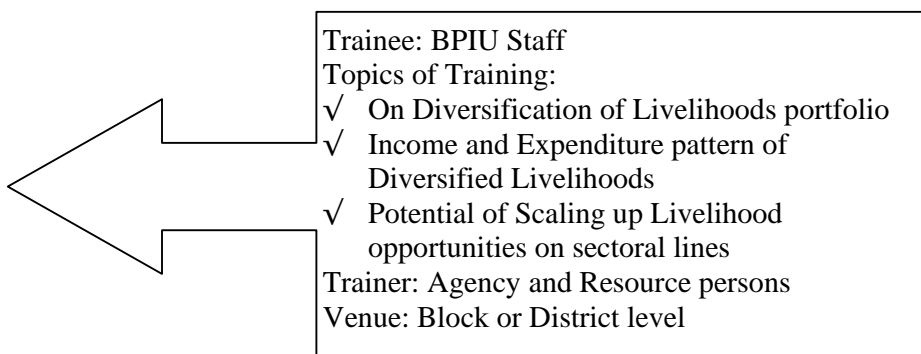 Trainee: BPIU Staff
Topics of Training:
√ On Diversification of Livelihoods portfolio
√ Income and Expenditure pattern of
Diversified Livelihoods
√ Potential of Scaling up Livelihood
opportunities on sectoral lines
Trainer: Agency and Resource persons
Venue: Block or District level